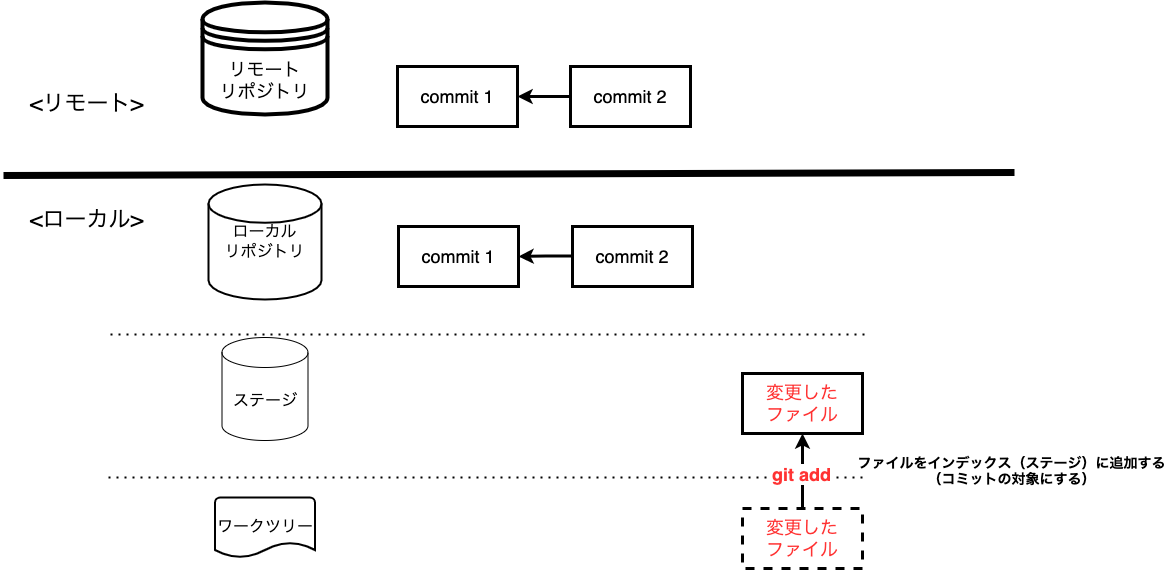 リモート
リポジトリ
<リモート>
commit 1
commit 2
<ローカル>
ローカル
リポジトリ
commit 1
commit 2
ステージ
変更した
ファイル
git add
ファイルをインデックス（ステージ）に追加する
（コミットの対象にする）
ワークツリー
変更した
ファイル